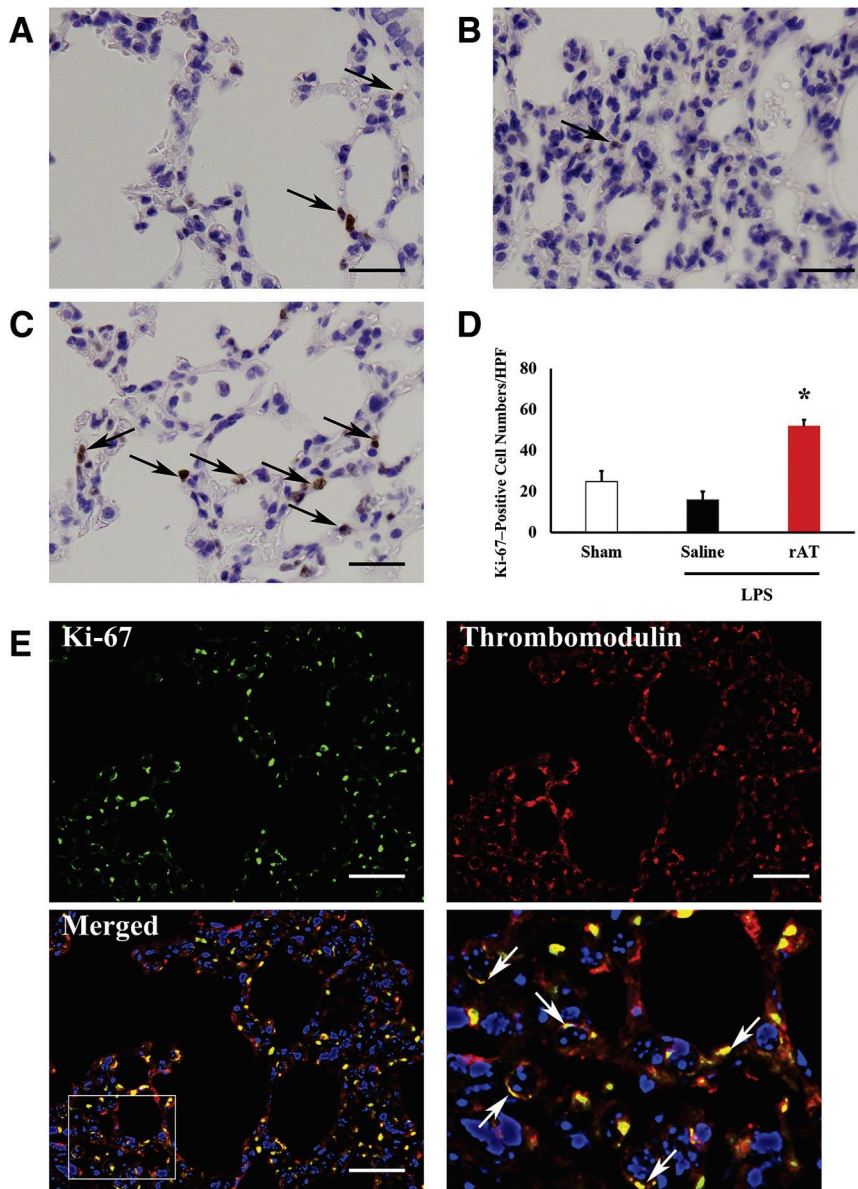 A
B
C
D
Ki-67–Positive Cell Numbers/HPF
80
60
40
20
0
*
Sham
Saline
rAT
LPS
E
Ki-67
Thrombomodulin
Merged